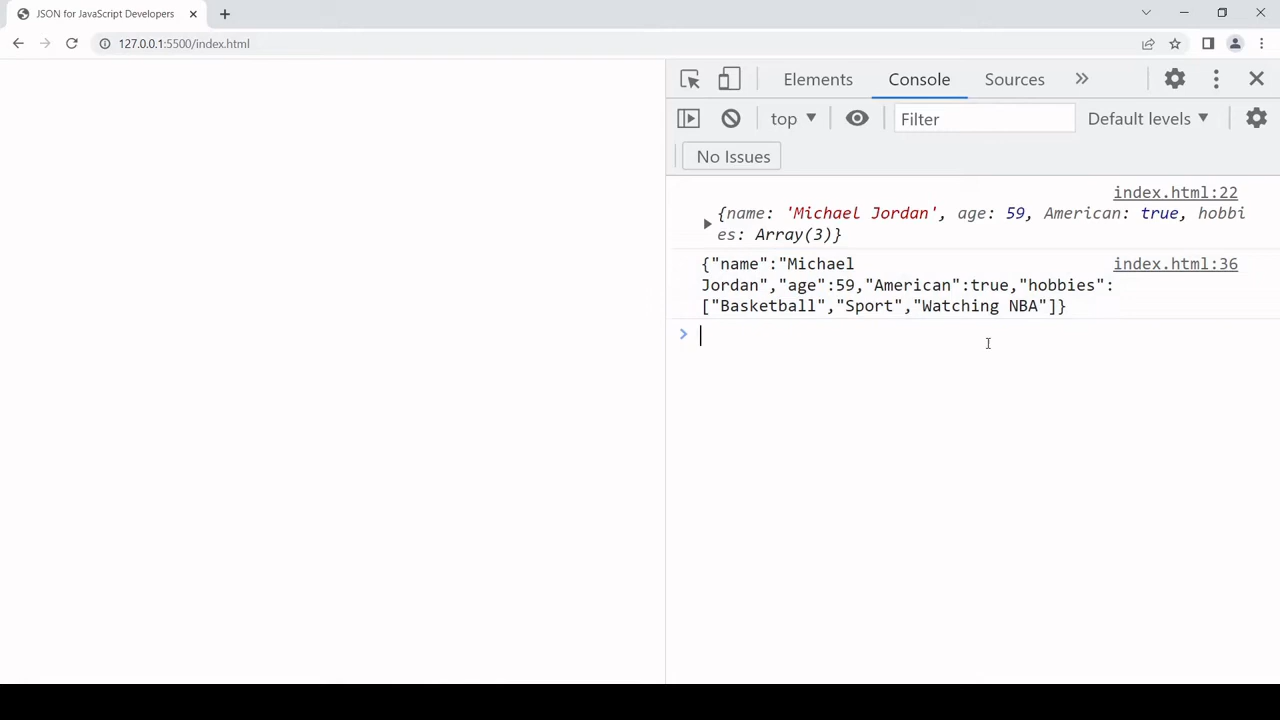 JSON for JavaScript Developers
127.0.0.1:5500/index.html
Elements Console Sources
top Filter Default levels
No Issues
index.html:22
{name: 'Michael Jordan', age: 59, American: true, hobbi
es: Array(3)}
{"name":"Michael index.html:36
Jordan","age":59,"American":true,"hobbies":
["Basketball","Sport","Watching NBA"]}